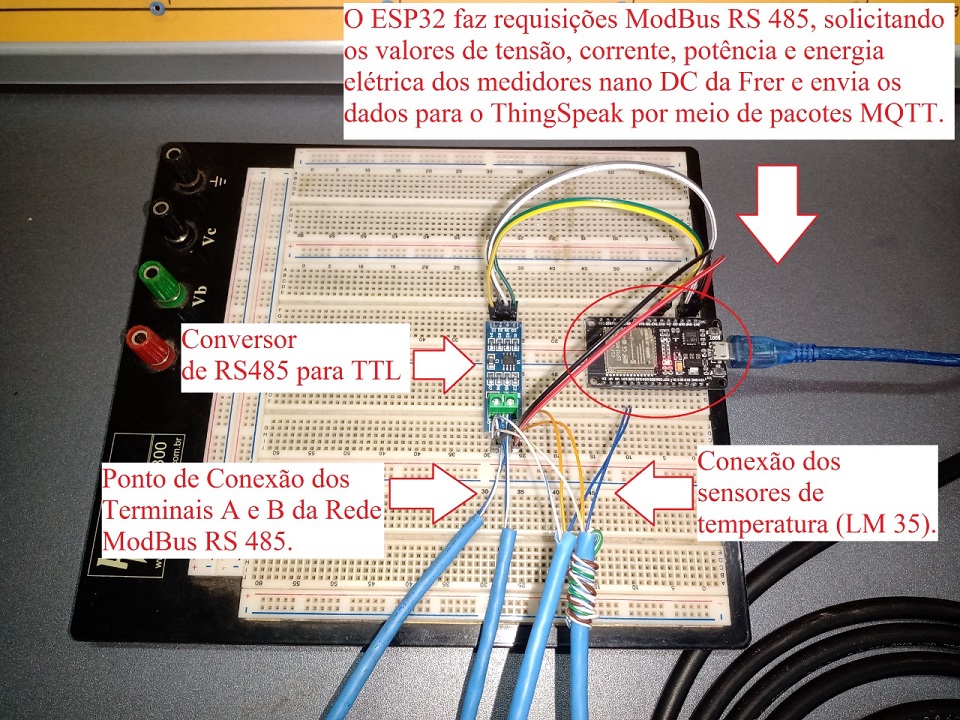 O ESP32 faz requisições ModBus RS 485, solicitando
os valores de tensão, corrente, potência e energia
elétrica dos medidores nano DC da Frer e envia os
dados para o ThingSpeak por meio de pacotes MQTT.
Vc
Vb
Conversor
de RS485 para TTL
Ponto de Conexão dos
Terminais A e B da Rede
ModBus RS 485.
Conexão dos
sensores de
temperatura (LM 35).